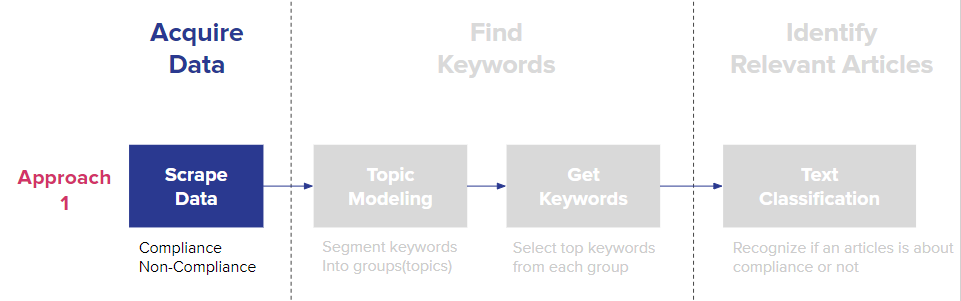 Acquire
Data
Find
Keywords
Identify
Relevant Articles
Approach
1
Scrape
Data
Topic
Modeling
Get
Keywords
Text
Classification
Compliance
Non-Compliance
Segment keywords
Into groups(topics)
Select top keywords
from each group
Recognize if an articles is about
compliance or not